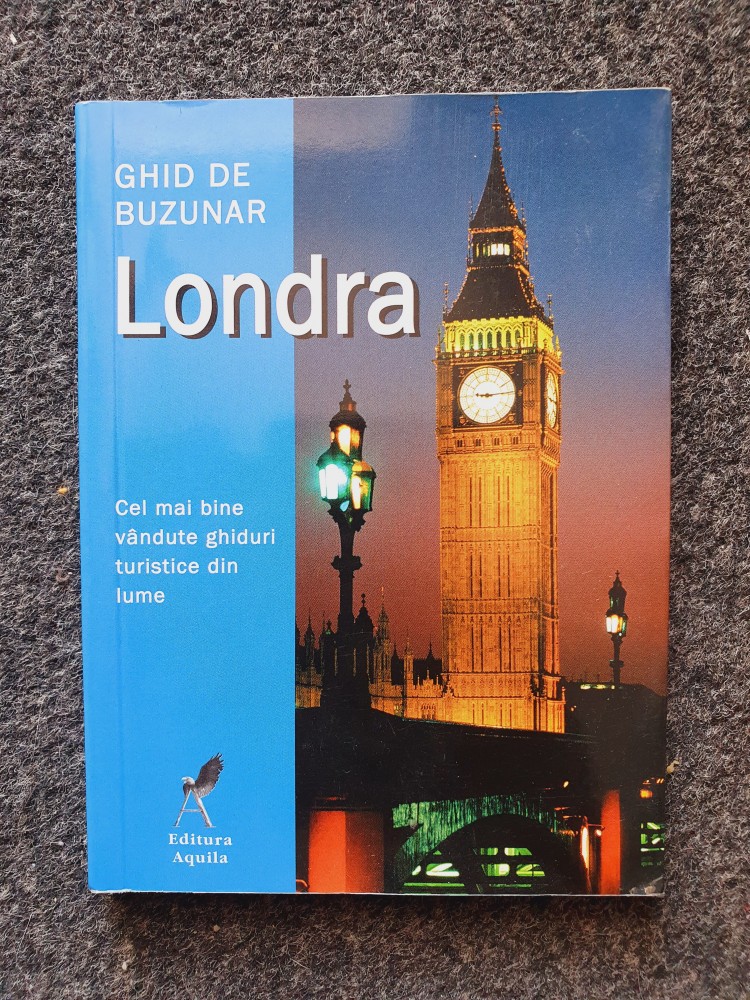 GHID DE
BUZUNAR
Londra
Cel mai bine
vândute ghiduri
turistice din
lume
Editura
Aquila